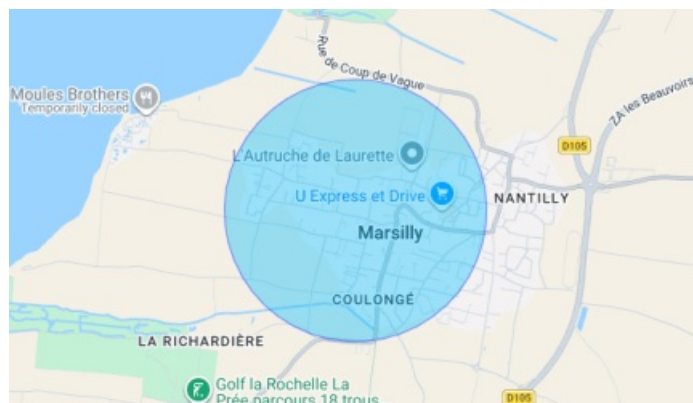 Rue de Coup de Vague
Moules Brothers
Temporarily closed
ZA les Beauvoirs
D105
L'Autruche de Laurette
U Express et Drive
NANTILLY
Marsilly
COULONGÉ
LA RICHARDIÈRE
Golf la Rochelle La
Prée parcours 18 trous
D105